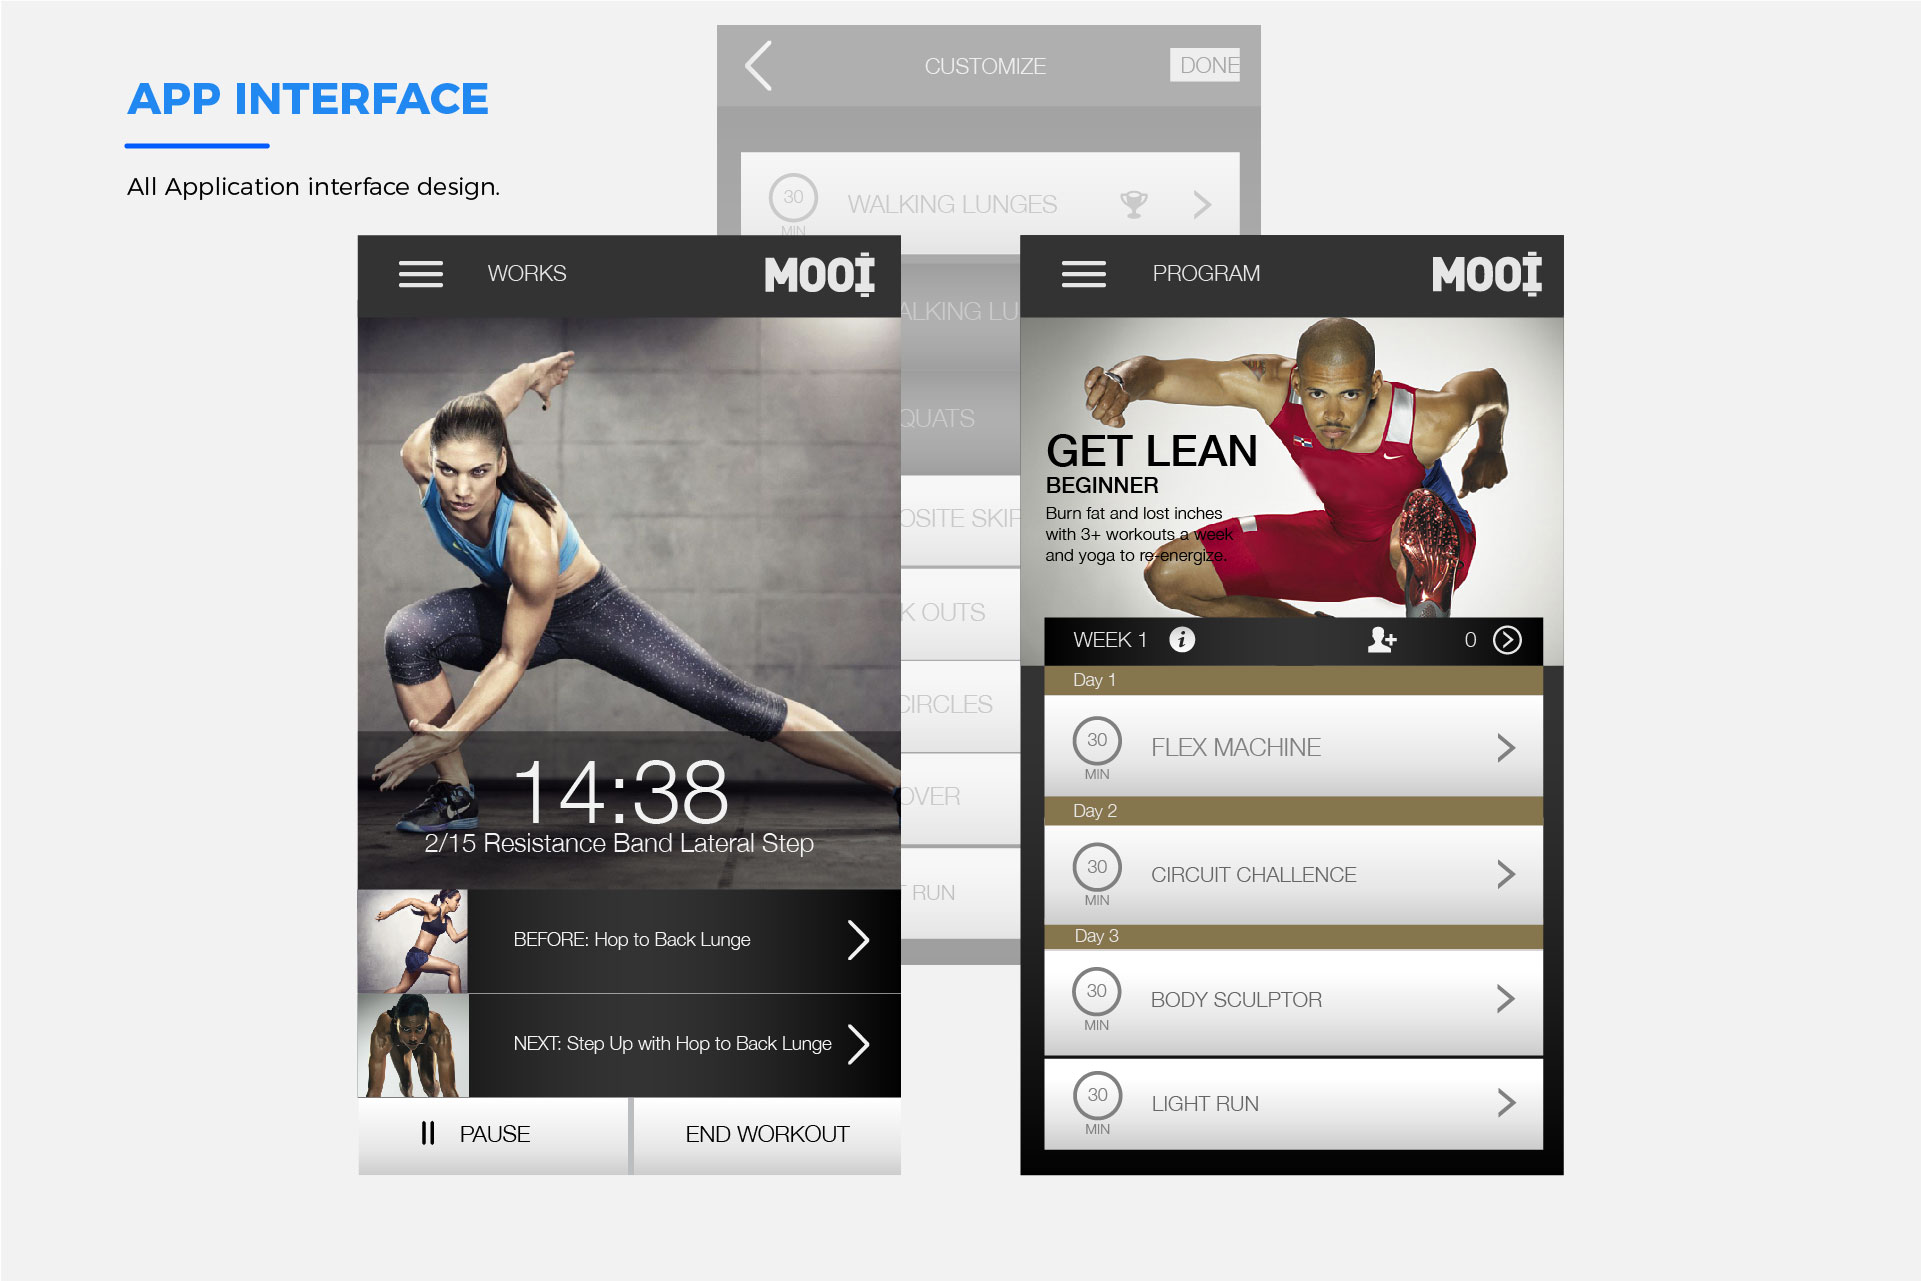 APP INTERFACE
All Application interface design.
CUSTOMIZE
DONE
30
MIN
WALKING LUNGES
ALKING LU
QUATS
OSITE SKIP
K OUTS
CIRCLES
OVER
RUN
WORKS
MOOI
14:38
2/15 Resistance Band Lateral Step
BEFORE: Hop to Back Lunge
NEXT: Step Up with Hop to Back Lunge
PAUSE
END WORKOUT
PROGRAM
MOOI
GET LEAN
BEGINNER
Burn fat and lost inches
with 3+ workouts a week
and yoga to re-energize.
WEEK 1
0
Day 1
30
MIN
FLEX MACHINE
Day 2
30
MIN
CIRCUIT CHALLENCE
Day 3
30
MIN
BODY SCULPTOR
30
MIN
LIGHT RUN